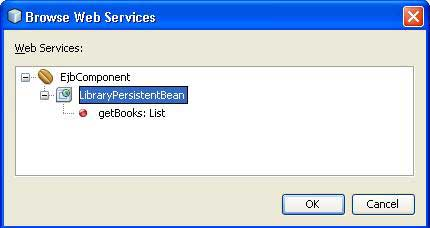 Browse Web Services
Web Services:
EjbComponent
LibraryPersistentBean
getBooks: List
OK
Cancel